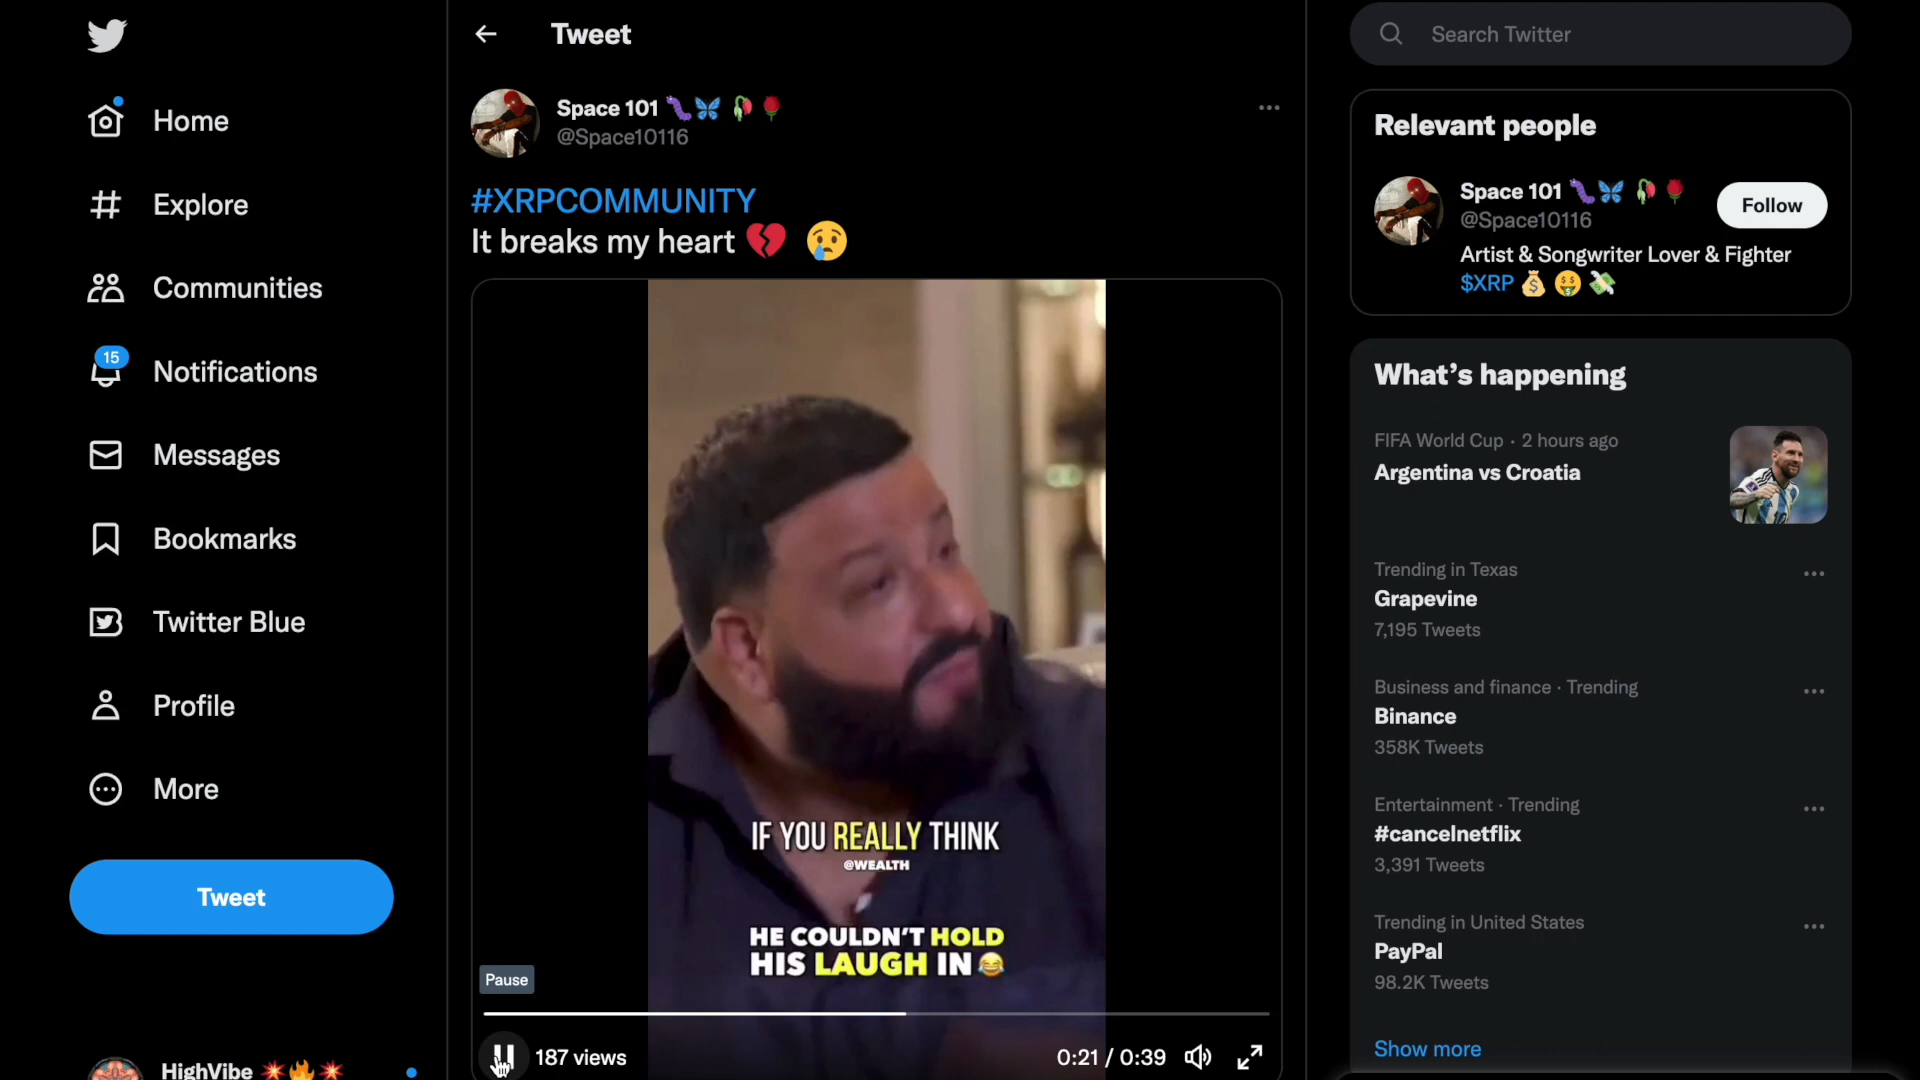 Home
Explore
Communities
15
Notifications
Messages
Bookmarks
Twitter Blue
Profile
More
Tweet
HighVibe 💥🔥💥
Tweet
Space 101 🐛🦋 🥀🌹
@Space10116
#XRPCOMMUNITY
It breaks my heart 💔 😢
IF YOU REALLY THINK
@WEALTH
HE COULDN'T HOLD
HIS LAUGH IN 😂
Pause
187 views
0:21 / 0:39
Search Twitter
Relevant people
Space 101 🐛🦋 🥀🌹
@Space10116
Follow
Artist & Songwriter Lover & Fighter
$XRP 💰 🤑 💸
What's happening
FIFA World Cup · 2 hours ago
Argentina vs Croatia
Trending in Texas
Grapevine
7,195 Tweets
Business and finance · Trending
Binance
358K Tweets
Entertainment · Trending
#cancelnetflix
3,391 Tweets
Trending in United States
PayPal
98.2K Tweets
Show more